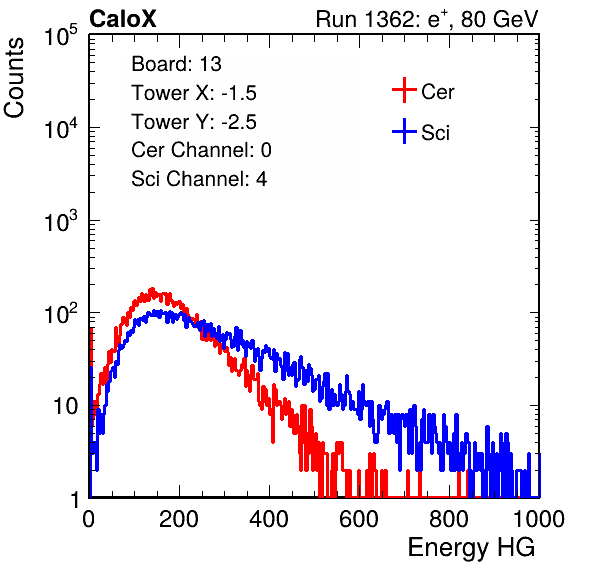 CaloX Run 1362: e⁺, 80 GeV
Counts
10⁵
10⁴
10³
10²
10
1
Board: 13
Tower X: -1.5
Tower Y: -2.5
Cer Channel: 0
Sci Channel: 4
Cer
Sci
0 200 400 600 800 1000
Energy HG